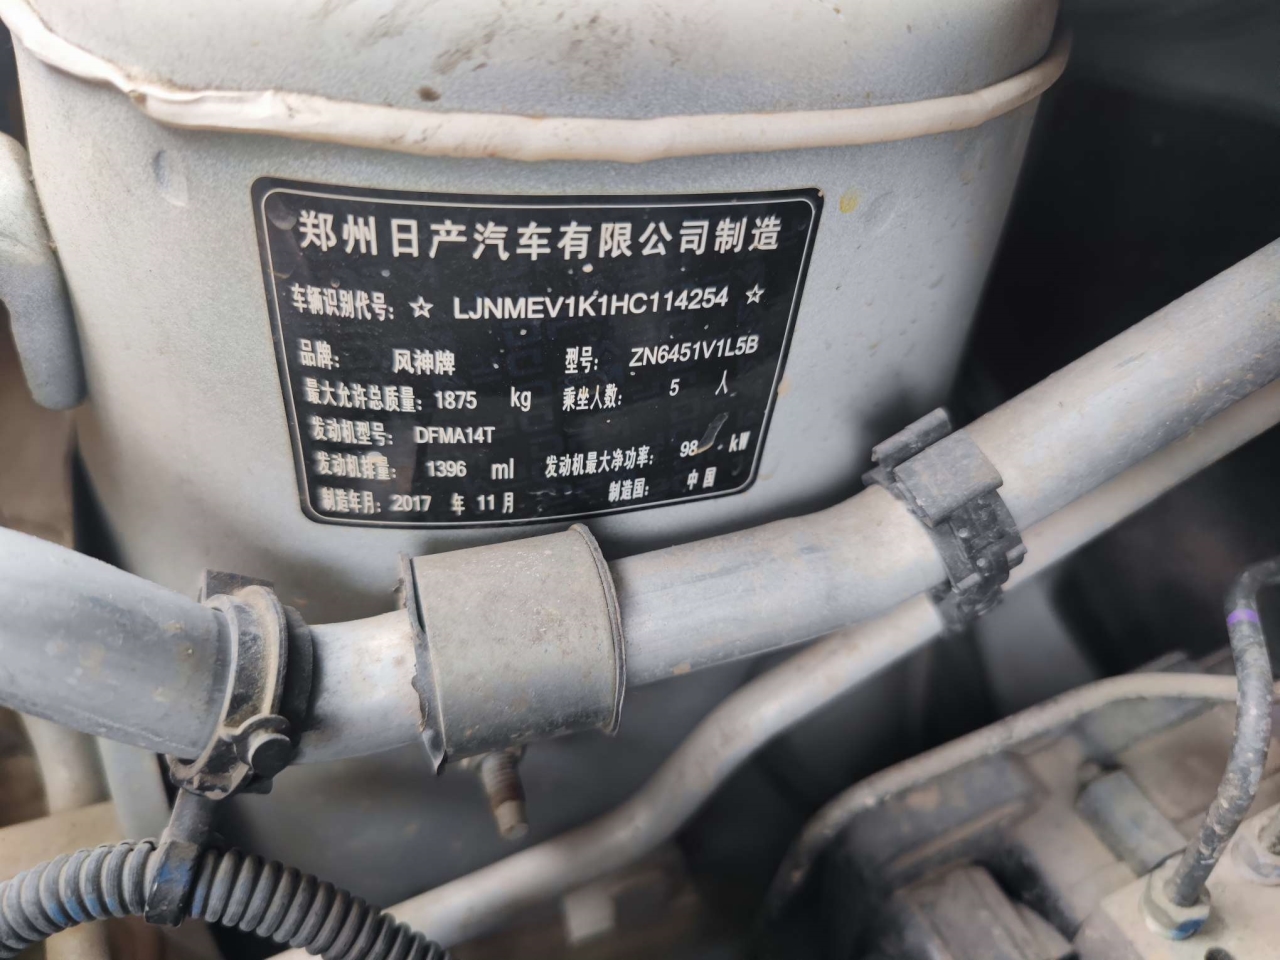 郑州日产汽车有限公司制造
车辆识别代号: ☆ LJNMEV1K1HC114254 ☆
品牌: 风神牌 型号: ZN6451V1L5B
最大允许总质量: 1875 kg 乘坐人数: 5 人
发动机型号: DFMA14T
发动机排量: 1396 ml 发动机最大净功率: 98 kW
制造年月: 2017 年 11 月 制造国: 中国